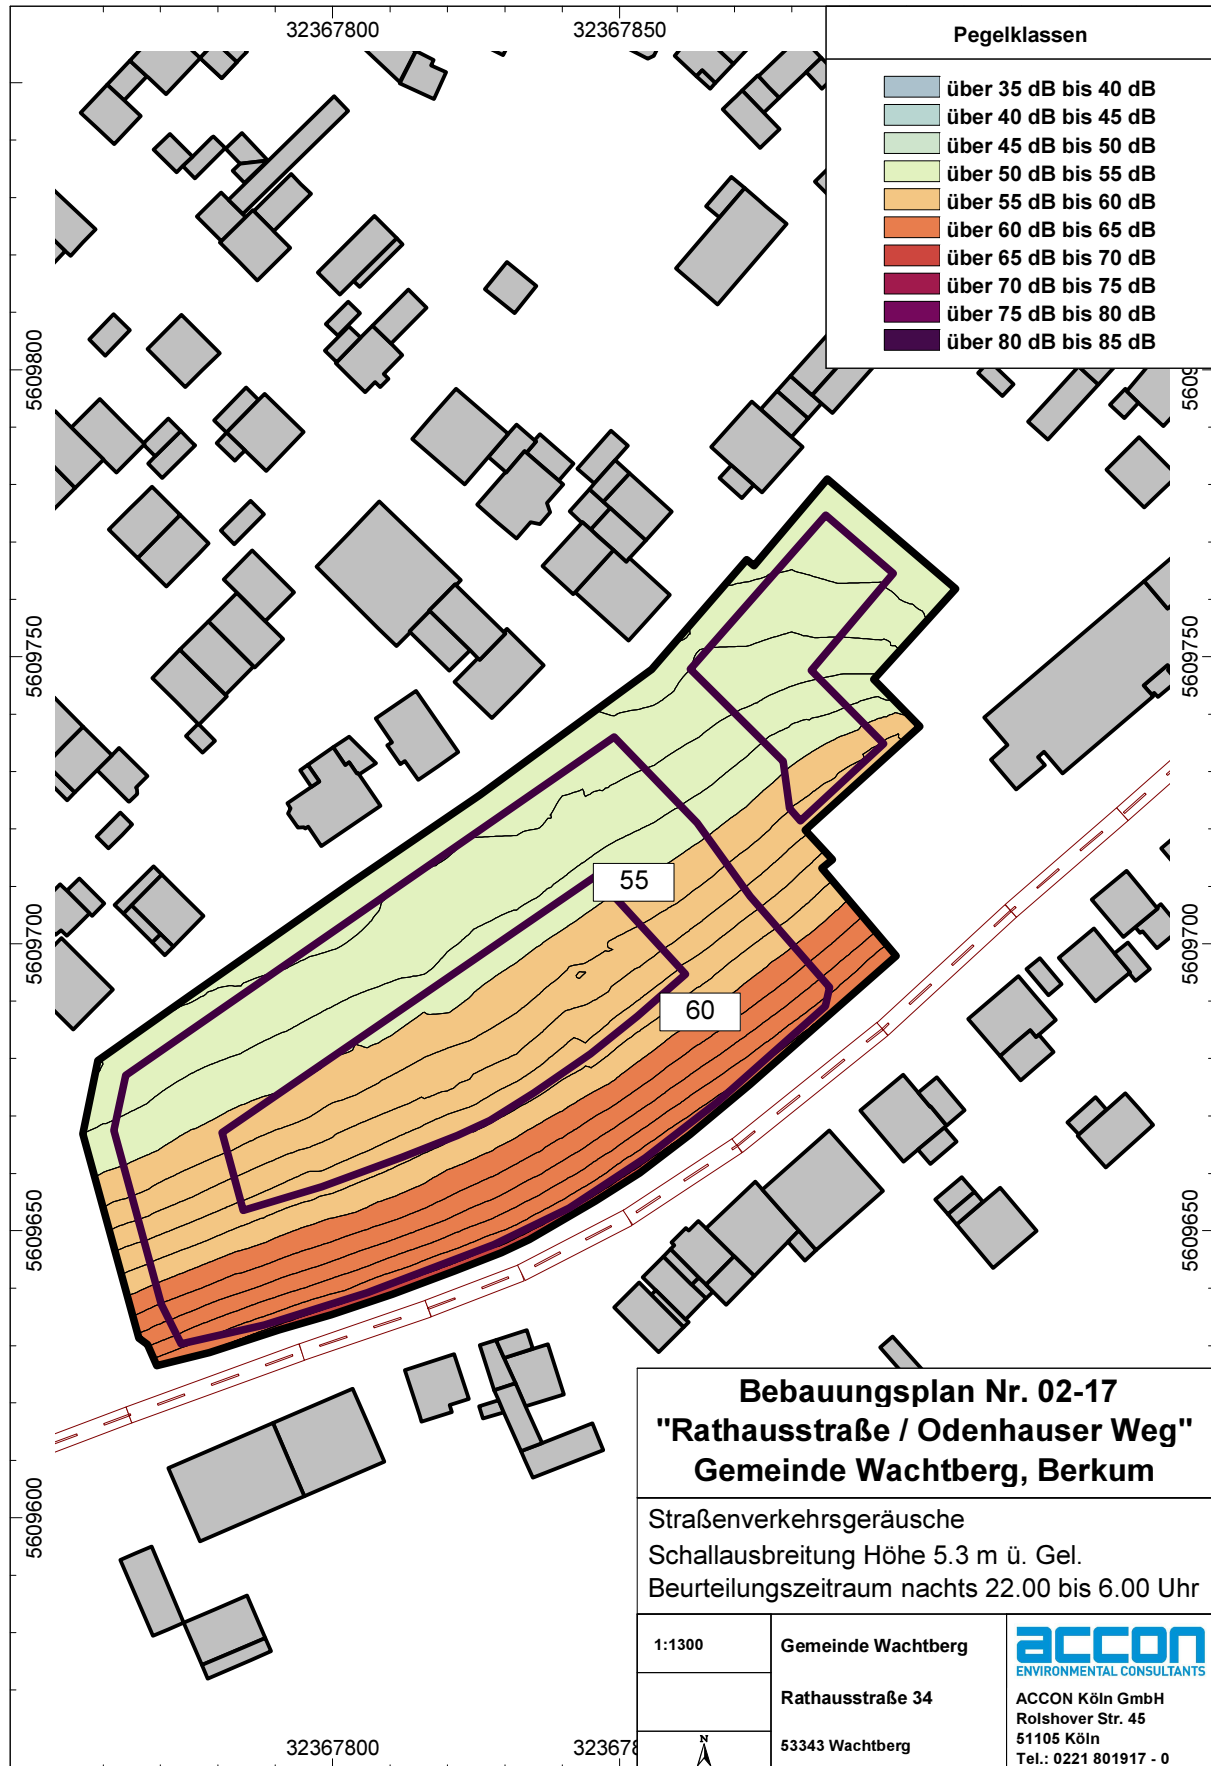 32367800
32367850
Pegelklassen
über 35 dB bis 40 dB
über 40 dB bis 45 dB
über 45 dB bis 50 dB
über 50 dB bis 55 dB
über 55 dB bis 60 dB
über 60 dB bis 65 dB
über 65 dB bis 70 dB
über 70 dB bis 75 dB
über 75 dB bis 80 dB
über 80 dB bis 85 dB
5609800
5609750
5609750
55
5609700
5609700
60
5609650
5609650
5609600
Bebauungsplan Nr. 02-17
"Rathausstraße / Odenhauser Weg"
Gemeinde Wachtberg, Berkum
Straßenverkehrsgeräusche
Schallausbreitung Höhe 5.3 m ü. Gel.
Beurteilungszeitraum nachts 22.00 bis 6.00 Uhr
1:1300
Gemeinde Wachtberg
Rathausstraße 34
53343 Wachtberg
N
accon
ENVIRONMENTAL CONSULTANTS
ACCON Köln GmbH
Rolshover Str. 45
51105 Köln
Tel.: 0221 801917 - 0
32367800